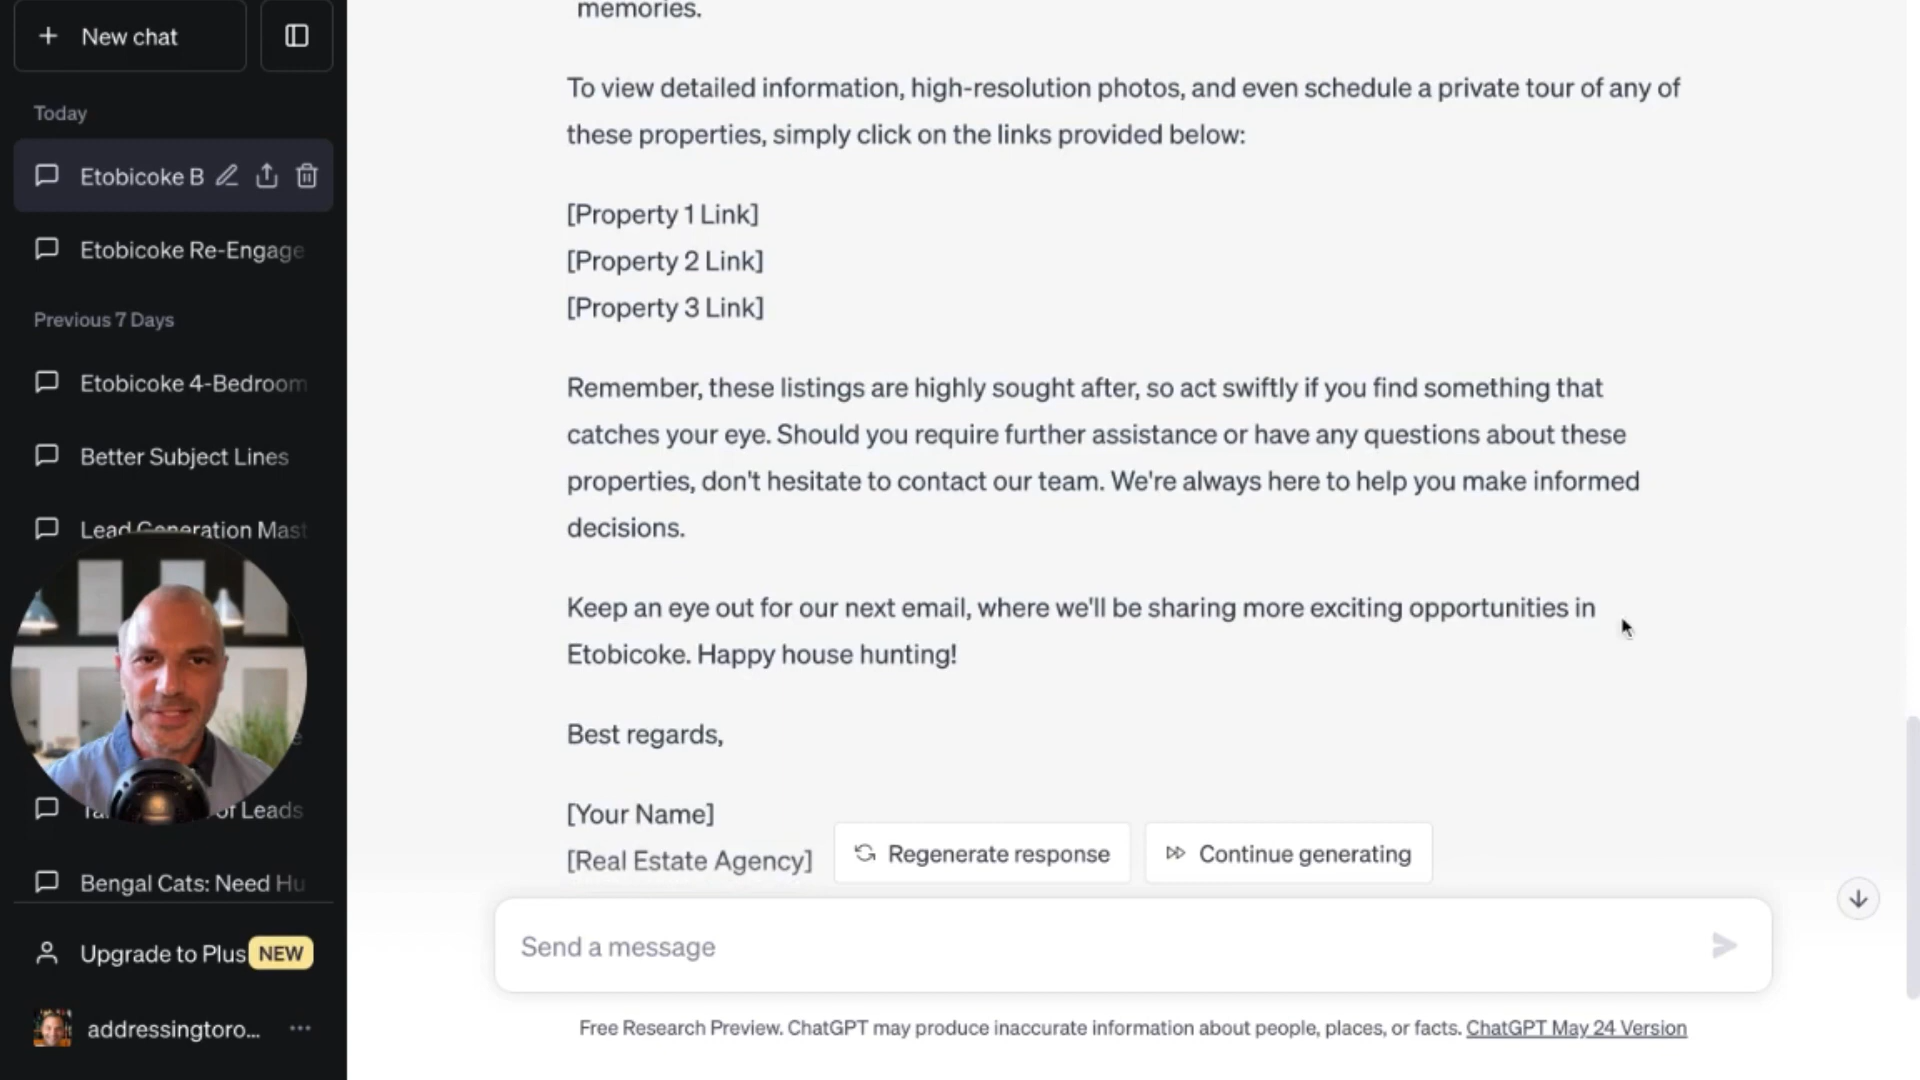 New chat
Today
Etobicoke B
Etobicoke Re-Engage
Previous 7 Days
Etobicoke 4-Bedroom
Better Subject Lines
Lead Generation Mast
of Leads
Bengal Cats: Need Hu
Upgrade to Plus NEW
addressingtoro...
memories.
To view detailed information, high-resolution photos, and even schedule a private tour of any of
these properties, simply click on the links provided below:
[Property 1 Link]
[Property 2 Link]
[Property 3 Link]
Remember, these listings are highly sought after, so act swiftly if you find something that
catches your eye. Should you require further assistance or have any questions about these
properties, don't hesitate to contact our team. We're always here to help you make informed
decisions.
Keep an eye out for our next email, where we'll be sharing more exciting opportunities in
Etobicoke. Happy house hunting!
Best regards,
[Your Name]
[Real Estate Agency]
Regenerate response
Continue generating
Send a message
Free Research Preview. ChatGPT may produce inaccurate information about people, places, or facts. ChatGPT May 24 Version